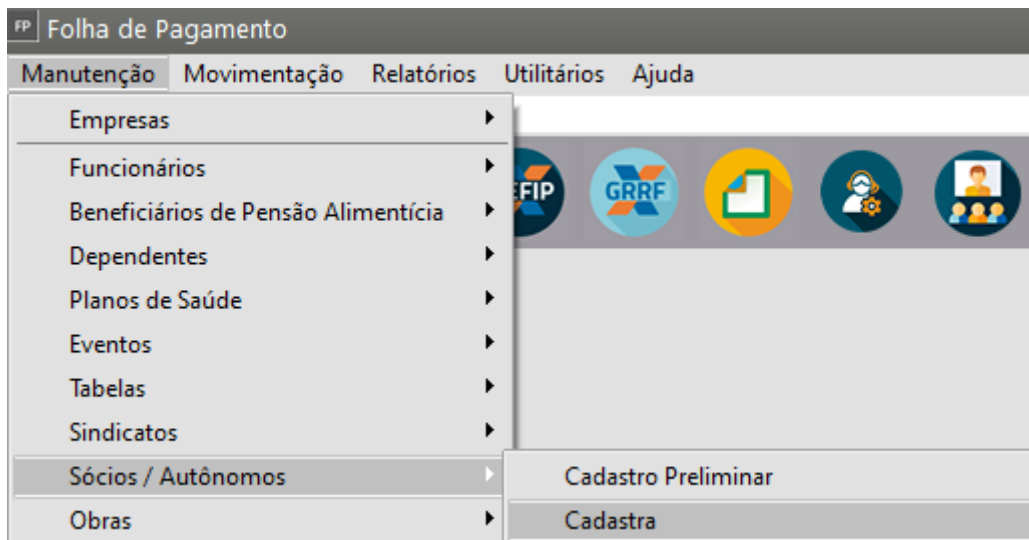 FP Folha de Pagamento
Manutenção Movimentação Relatórios Utilitários Ajuda
Empresas
Funcionários
EFIP GRRF
Beneficiários de Pensão Alimentícia
Dependentes
Planos de Saúde
Eventos
Tabelas
Sindicatos
Sócios / Autônomos
Cadastro Preliminar
Obras
Cadastra